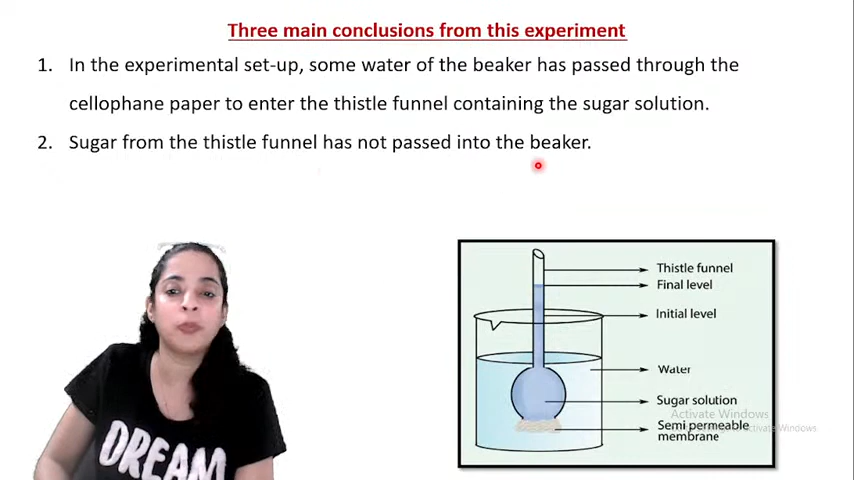 Three main conclusions from this experiment
1. In the experimental set-up, some water of the beaker has passed through the
cellophane paper to enter the thistle funnel containing the sugar solution.
2. Sugar from the thistle funnel has not passed into the beaker.
Thistle funnel
Final level
Initial level
Water
Sugar solution
Activate Windows
Semi permeable
membrane
Activate Windows
DREAM